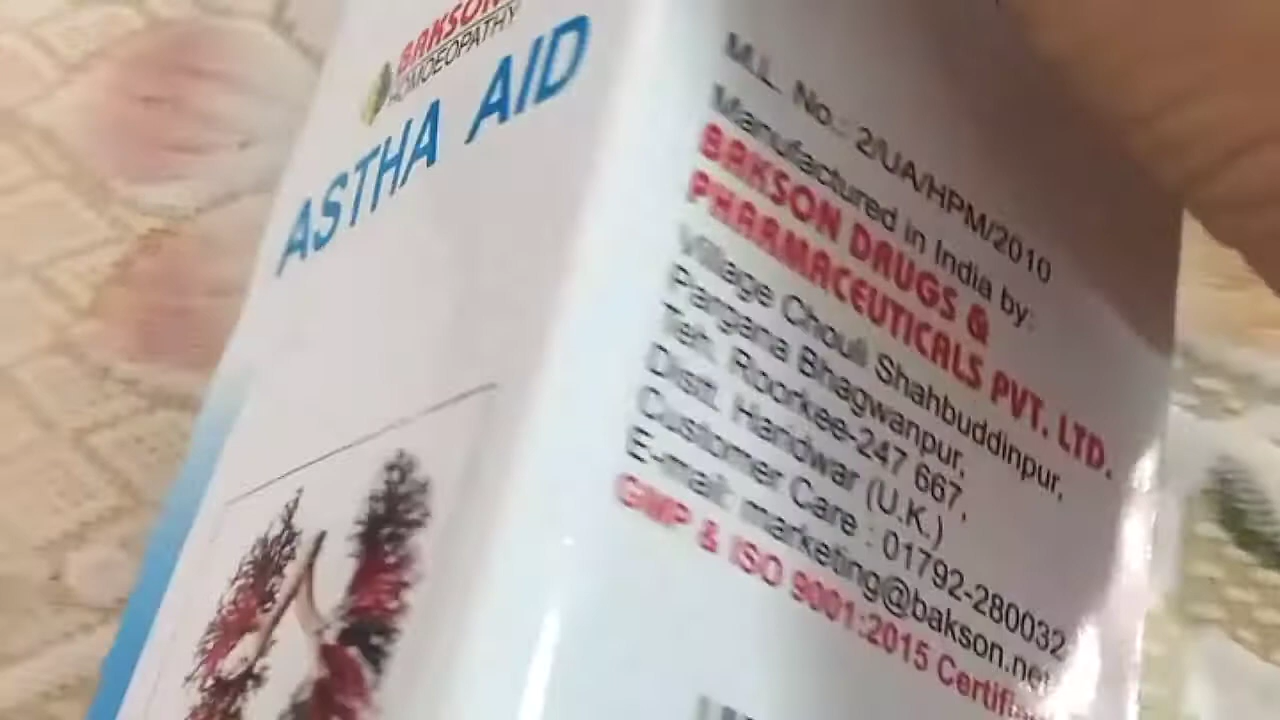 BAKSON
HOMOEOPATHY
ASTHA AID
M.L. No.: 2/UA/HPM/2010
Manufactured in India by:
BAKSON DRUGS &
PHARMACEUTICALS PVT. LTD.
Village Chouli Shahbuddinpur,
Pargana Bhagwanpur,
Teh. Roorkee-247 667,
Distt. Haridwar (U.K.)
Customer Care : 01792-280032
E-mail: marketing@bakson.net
GMP & ISO 9001:2015